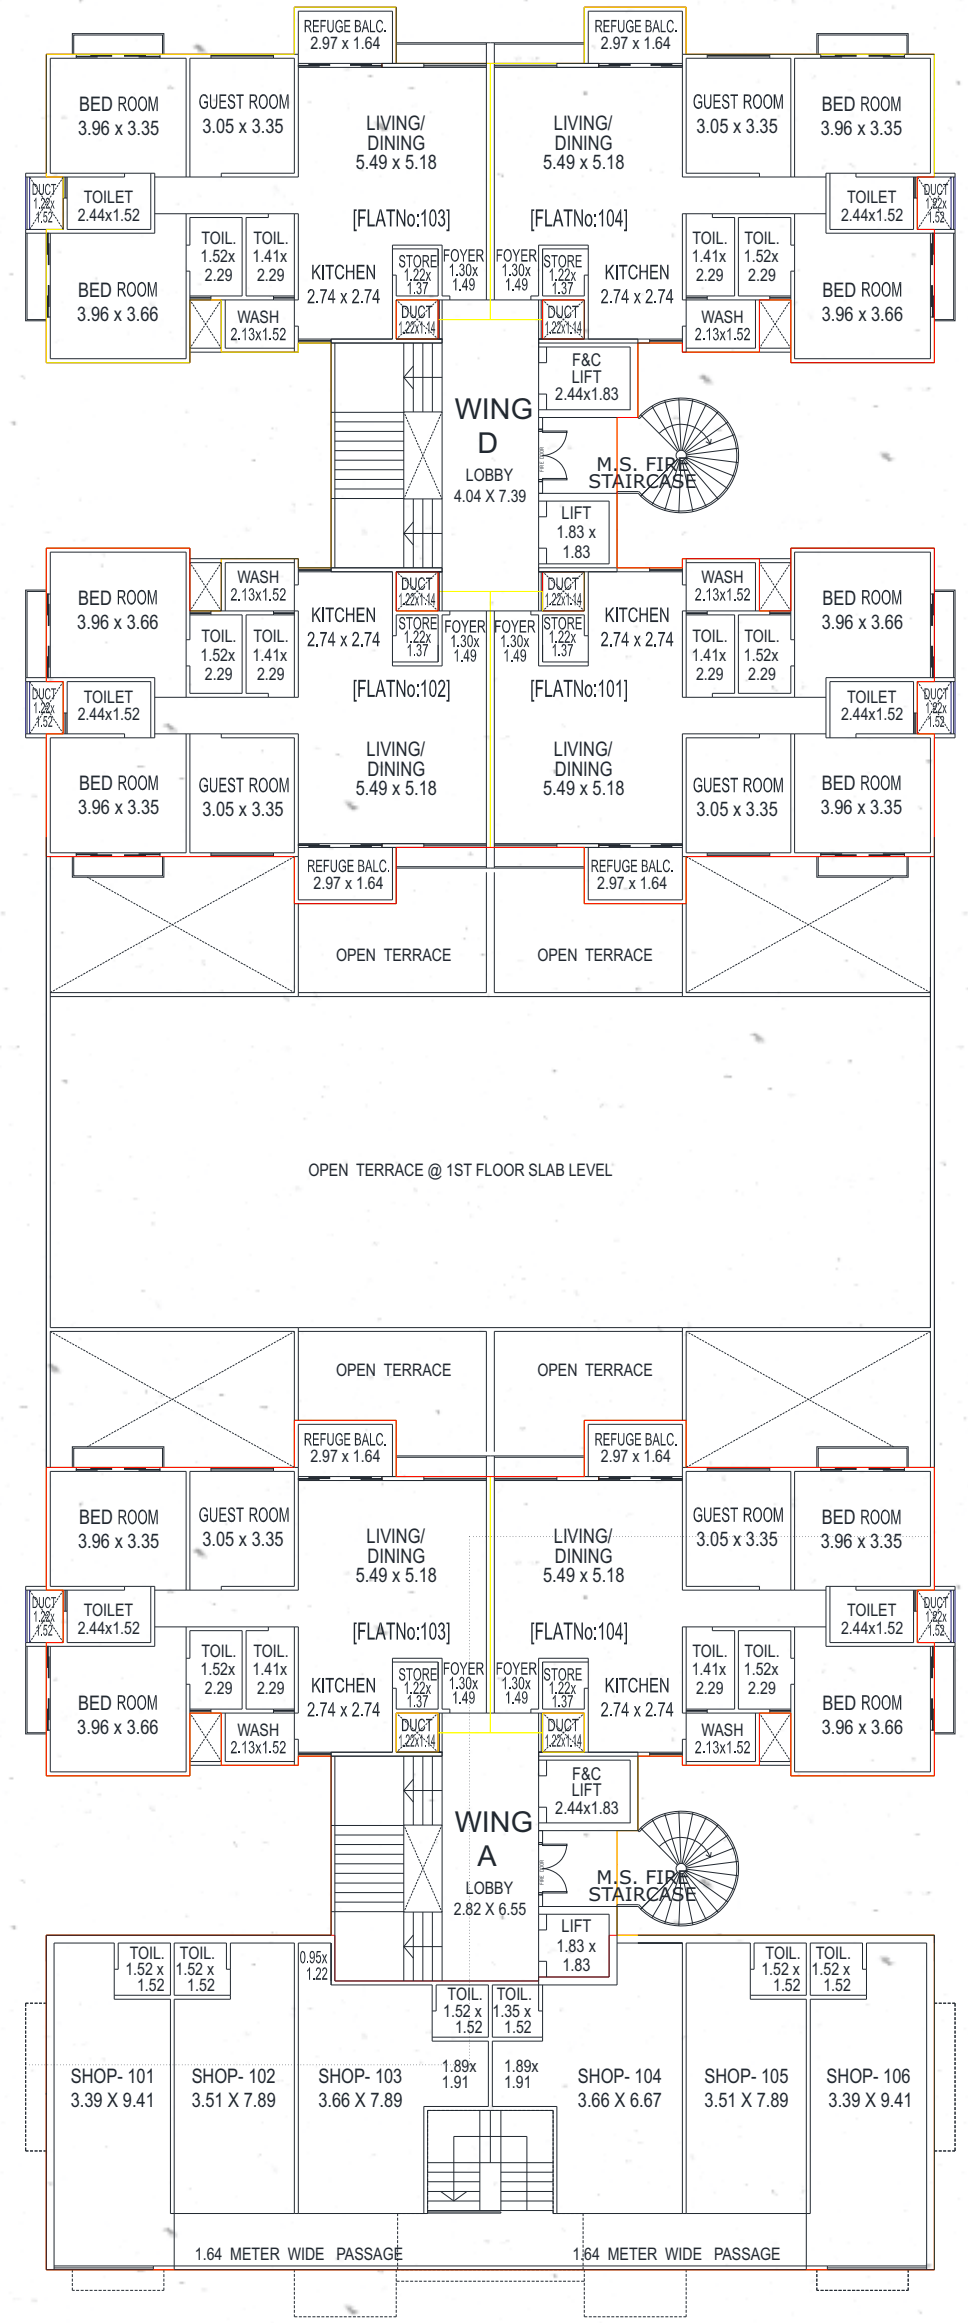 REFUGE BALC.
2.97 x 1.64
REFUGE BALC.
2.97 x 1.64
BED ROOM
3.96 x 3.35
GUEST ROOM
3.05 x 3.35
LIVING/
DINING
5.49 x 5.18
LIVING/
DINING
5.49 x 5.18
GUEST ROOM
3.05 x 3.35
BED ROOM
3.96 x 3.35
DUCT
1.22x
1.52
TOILET
2.44x1.52
[FLATNo:103]
[FLATNo:104]
TOILET
2.44x1.52
DUCT
1.22x
1.52
TOIL.
1.52x
2.29
TOIL.
1.41x
2.29
TOIL.
1.41x
2.29
TOIL.
1.52x
2.29
BED ROOM
3.96 x 3.66
KITCHEN
2.74 x 2.74
STORE
1.22x
1.37
FOYER
1.30x
1.49
FOYER
1.30x
1.49
STORE
1.22x
1.37
KITCHEN
2.74 x 2.74
BED ROOM
3.96 x 3.66
WASH
2.13x1.52
DUCT
1.22x1.14
DUCT
1.22x1.14
WASH
2.13x1.52
F&C
LIFT
2.44x1.83
WING
D
LOBBY
4.04 X 7.39
FIRE DOOR
M.S. FIRE
STAIRCASE
LIFT
1.83 x
1.83
BED ROOM
3.96 x 3.66
WASH
2.13x1.52
KITCHEN
2.74 x 2.74
DUCT
1.22x1.14
DUCT
1.22x1.14
KITCHEN
2.74 x 2.74
WASH
2.13x1.52
BED ROOM
3.96 x 3.66
TOIL.
1.52x
2.29
TOIL.
1.41x
2.29
STORE
1.22x
1.37
FOYER
1.30x
1.49
FOYER
1.30x
1.49
STORE
1.22x
1.37
TOIL.
1.41x
2.29
TOIL.
1.52x
2.29
DUCT
1.22x
1.52
TOILET
2.44x1.52
[FLATNo:102]
[FLATNo:101]
TOILET
2.44x1.52
DUCT
1.22x
1.52
BED ROOM
3.96 x 3.35
GUEST ROOM
3.05 x 3.35
LIVING/
DINING
5.49 x 5.18
LIVING/
DINING
5.49 x 5.18
GUEST ROOM
3.05 x 3.35
BED ROOM
3.96 x 3.35
REFUGE BALC.
2.97 x 1.64
REFUGE BALC.
2.97 x 1.64
OPEN TERRACE
OPEN TERRACE
OPEN TERRACE @ 1ST FLOOR SLAB LEVEL
OPEN TERRACE
OPEN TERRACE
REFUGE BALC.
2.97 x 1.64
REFUGE BALC.
2.97 x 1.64
BED ROOM
3.96 x 3.35
GUEST ROOM
3.05 x 3.35
LIVING/
DINING
5.49 x 5.18
LIVING/
DINING
5.49 x 5.18
GUEST ROOM
3.05 x 3.35
BED ROOM
3.96 x 3.35
DUCT
1.22x
1.52
TOILET
2.44x1.52
[FLATNo:103]
[FLATNo:104]
TOILET
2.44x1.52
DUCT
1.22x
1.52
TOIL.
1.52x
2.29
TOIL.
1.41x
2.29
TOIL.
1.41x
2.29
TOIL.
1.52x
2.29
BED ROOM
3.96 x 3.66
KITCHEN
2.74 x 2.74
STORE
1.22x
1.37
FOYER
1.30x
1.49
FOYER
1.30x
1.49
STORE
1.22x
1.37
KITCHEN
2.74 x 2.74
BED ROOM
3.96 x 3.66
WASH
2.13x1.52
DUCT
1.22x1.14
DUCT
1.22x1.14
WASH
2.13x1.52
F&C
LIFT
2.44x1.83
WING
A
LOBBY
2.82 X 6.55
FIRE DOOR
M.S. FIRE
STAIRCASE
LIFT
1.83 x
1.83
TOIL.
1.52 x
1.52
TOIL.
1.52 x
1.52
0.95x
1.22
TOIL.
1.52 x
1.52
TOIL.
1.35 x
1.52
TOIL.
1.52 x
1.52
TOIL.
1.52 x
1.52
SHOP- 101
3.39 X 9.41
SHOP- 102
3.51 X 7.89
SHOP- 103
3.66 X 7.89
1.89x
1.91
1.89x
1.91
SHOP- 104
3.66 X 6.67
SHOP- 105
3.51 X 7.89
SHOP- 106
3.39 X 9.41
1.64 METER WIDE PASSAGE
1.64 METER WIDE PASSAGE